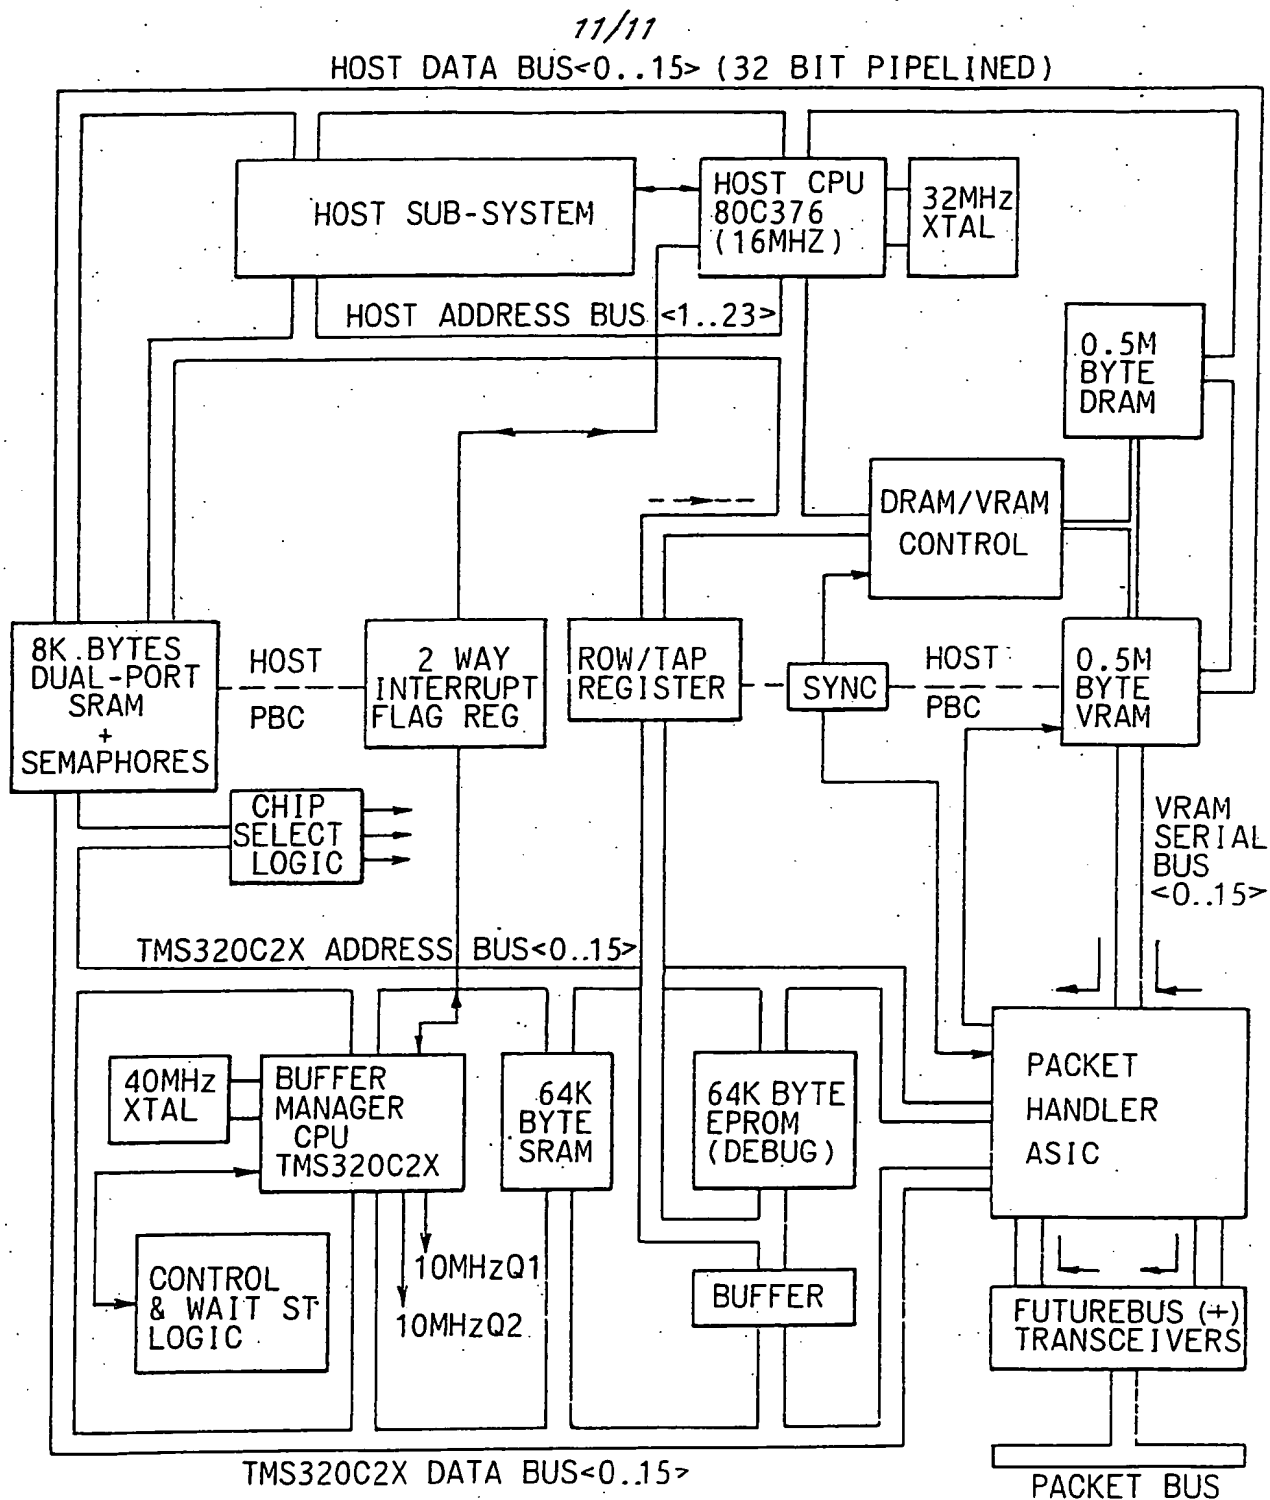 11/11
HOST DATA BUS<0..15> (32 BIT PIPELINED)
HOST SUB-SYSTEM
HOST CPU
80C376
(16MHZ)
32MHz
XTAL
HOST ADDRESS BUS <1..23>
0.5M
BYTE
DRAM
DRAM/VRAM
CONTROL
8K BYTES
DUAL-PORT
SRAM
+
SEMAPHORES
HOST
PBC
2 WAY
INTERRUPT
FLAG REG
ROW/TAP
REGISTER
SYNC
HOST
PBC
0.5M
BYTE
VRAM
CHIP
SELECT
LOGIC
VRAM
SERIAL
BUS
<0..15>
TMS320C2X ADDRESS BUS<0..15>
40MHz
XTAL
BUFFER
MANAGER
CPU
TMS320C2X
64K
BYTE
SRAM
64K BYTE
EPROM
(DEBUG)
PACKET
HANDLER
ASIC
CONTROL
& WAIT ST
LOGIC
10MHzQ1
10MHzQ2
BUFFER
FUTUREBUS (+)
TRANSCEIVERS
TMS320C2X DATA BUS<0..15>
PACKET BUS